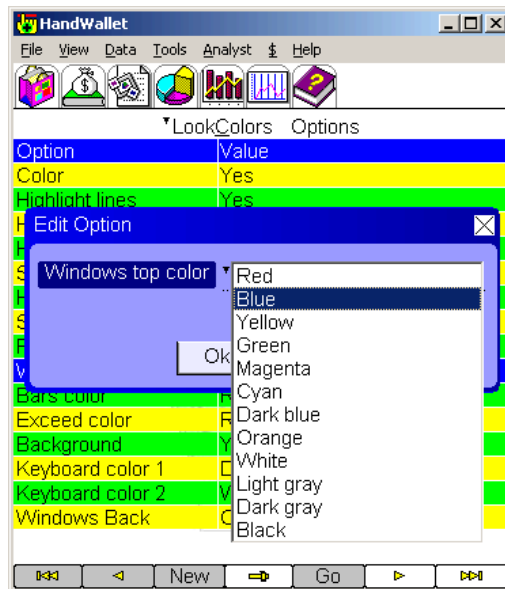 HandWallet
File View Data Tools Analyst $ Help
$
?
LookColors Options
Option Value
Color Yes
Highlight lines Yes
Edit Option
Windows top color
Red
Blue
Yellow
Green
Ok
Magenta
Cyan
Dark blue
Orange
White
Light gray
Dark gray
Black
Bars color
Exceed color
Background
Keyboard color 1
Keyboard color 2
Windows Back
New Go